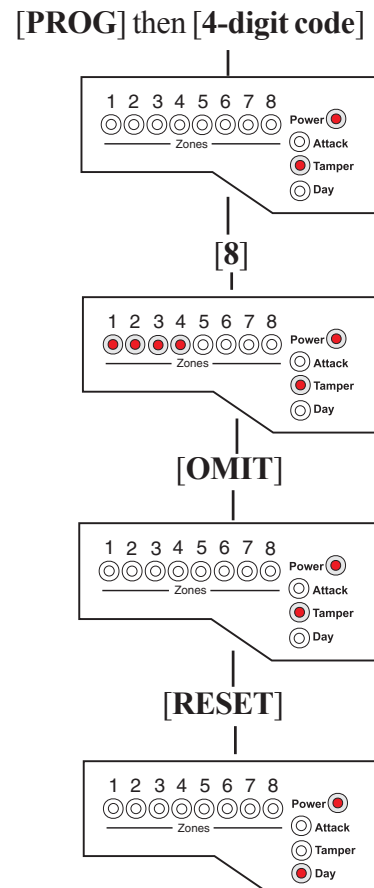 [PROG] then [4-digit code]
1 2 3 4 5 6 7 8
Power
Attack
Zones
Tamper
Day
[8]
1 2 3 4 5 6 7 8
Power
Attack
Zones
Tamper
Day
[OMIT]
1 2 3 4 5 6 7 8
Power
Attack
Zones
Tamper
Day
[RESET]
1 2 3 4 5 6 7 8
Power
Attack
Zones
Tamper
Day